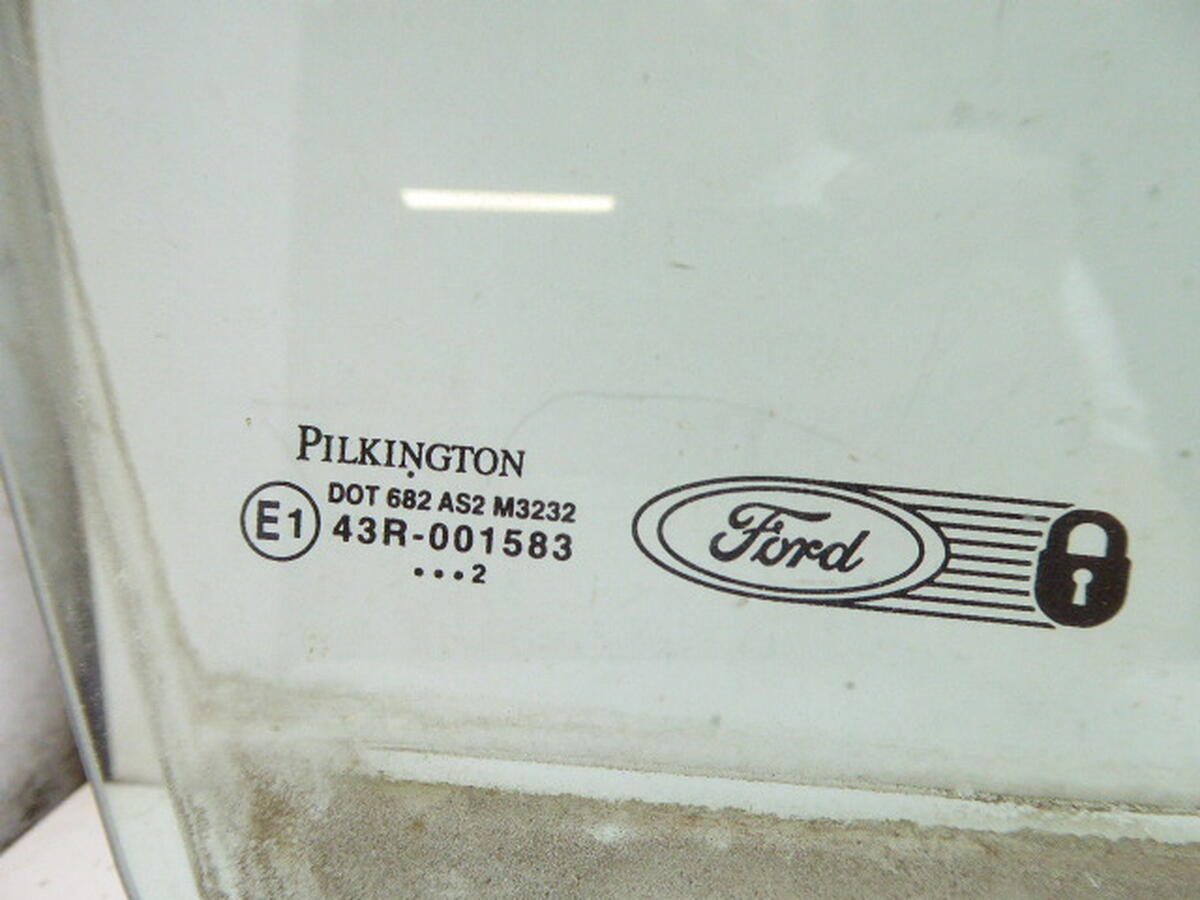 PILKINGTON
DOT 682 AS2 M3232
E1 43R-001583
•••2
Ford